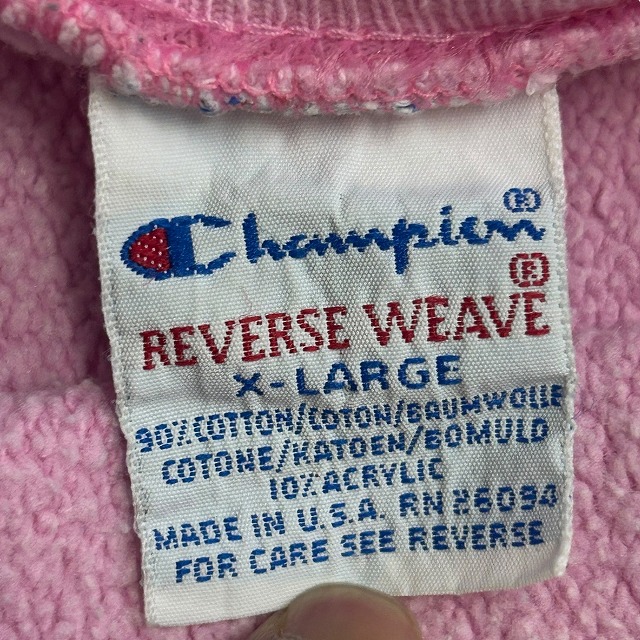 Champion®
REVERSE WEAVE®
X-LARGE
90% COTTON/COTON/BAUMWOLLE
COTONE/KATOEN/BOMULD
10% ACRYLIC
MADE IN U.S.A. RN 26094
FOR CARE SEE REVERSE